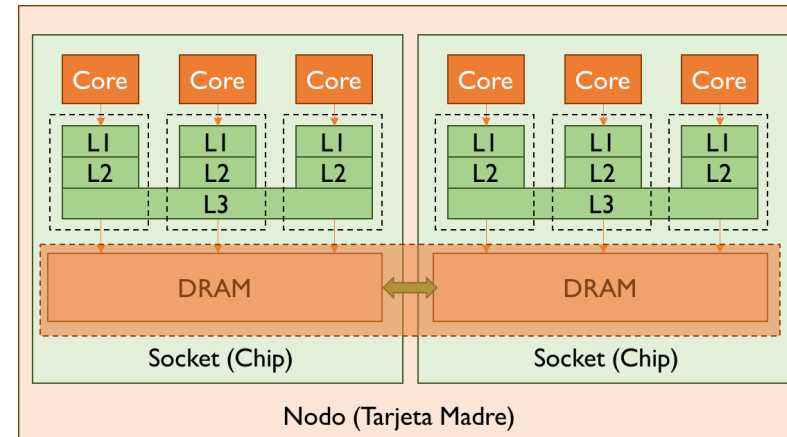 Core Core Core Core Core Core
L1 L1 L1 L1 L1 L1
L2 L2 L2 L2 L2 L2
L3 L3
DRAM DRAM
Socket (Chip) Socket (Chip)
Nodo (Tarjeta Madre)